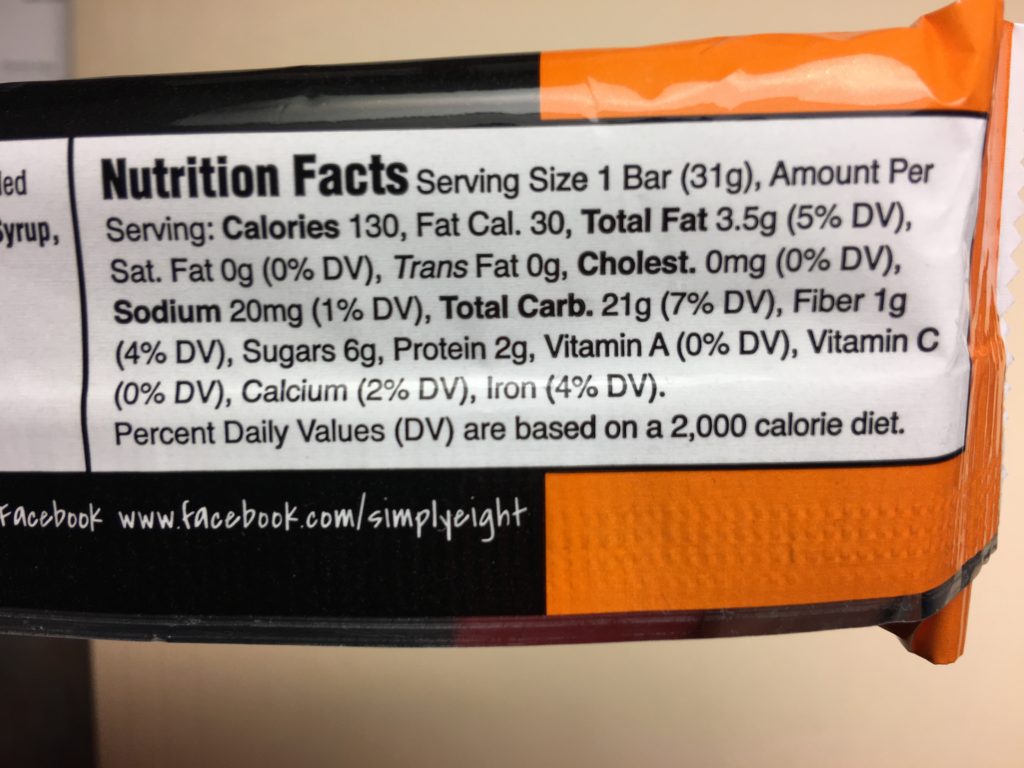 Syrup,
Nutrition Facts Serving Size 1 Bar (31g), Amount Per
Serving: Calories 130, Fat Cal. 30, Total Fat 3.5g (5% DV),
Sat. Fat 0g (0% DV), Trans Fat 0g, Cholest. 0mg (0% DV),
Sodium 20mg (1% DV), Total Carb. 21g (7% DV), Fiber 1g
(4% DV), Sugars 6g, Protein 2g, Vitamin A (0% DV), Vitamin C
(0% DV), Calcium (2% DV), Iron (4% DV).
Percent Daily Values (DV) are based on a 2,000 calorie diet.
Facebook www.facebook.com/simplyeight